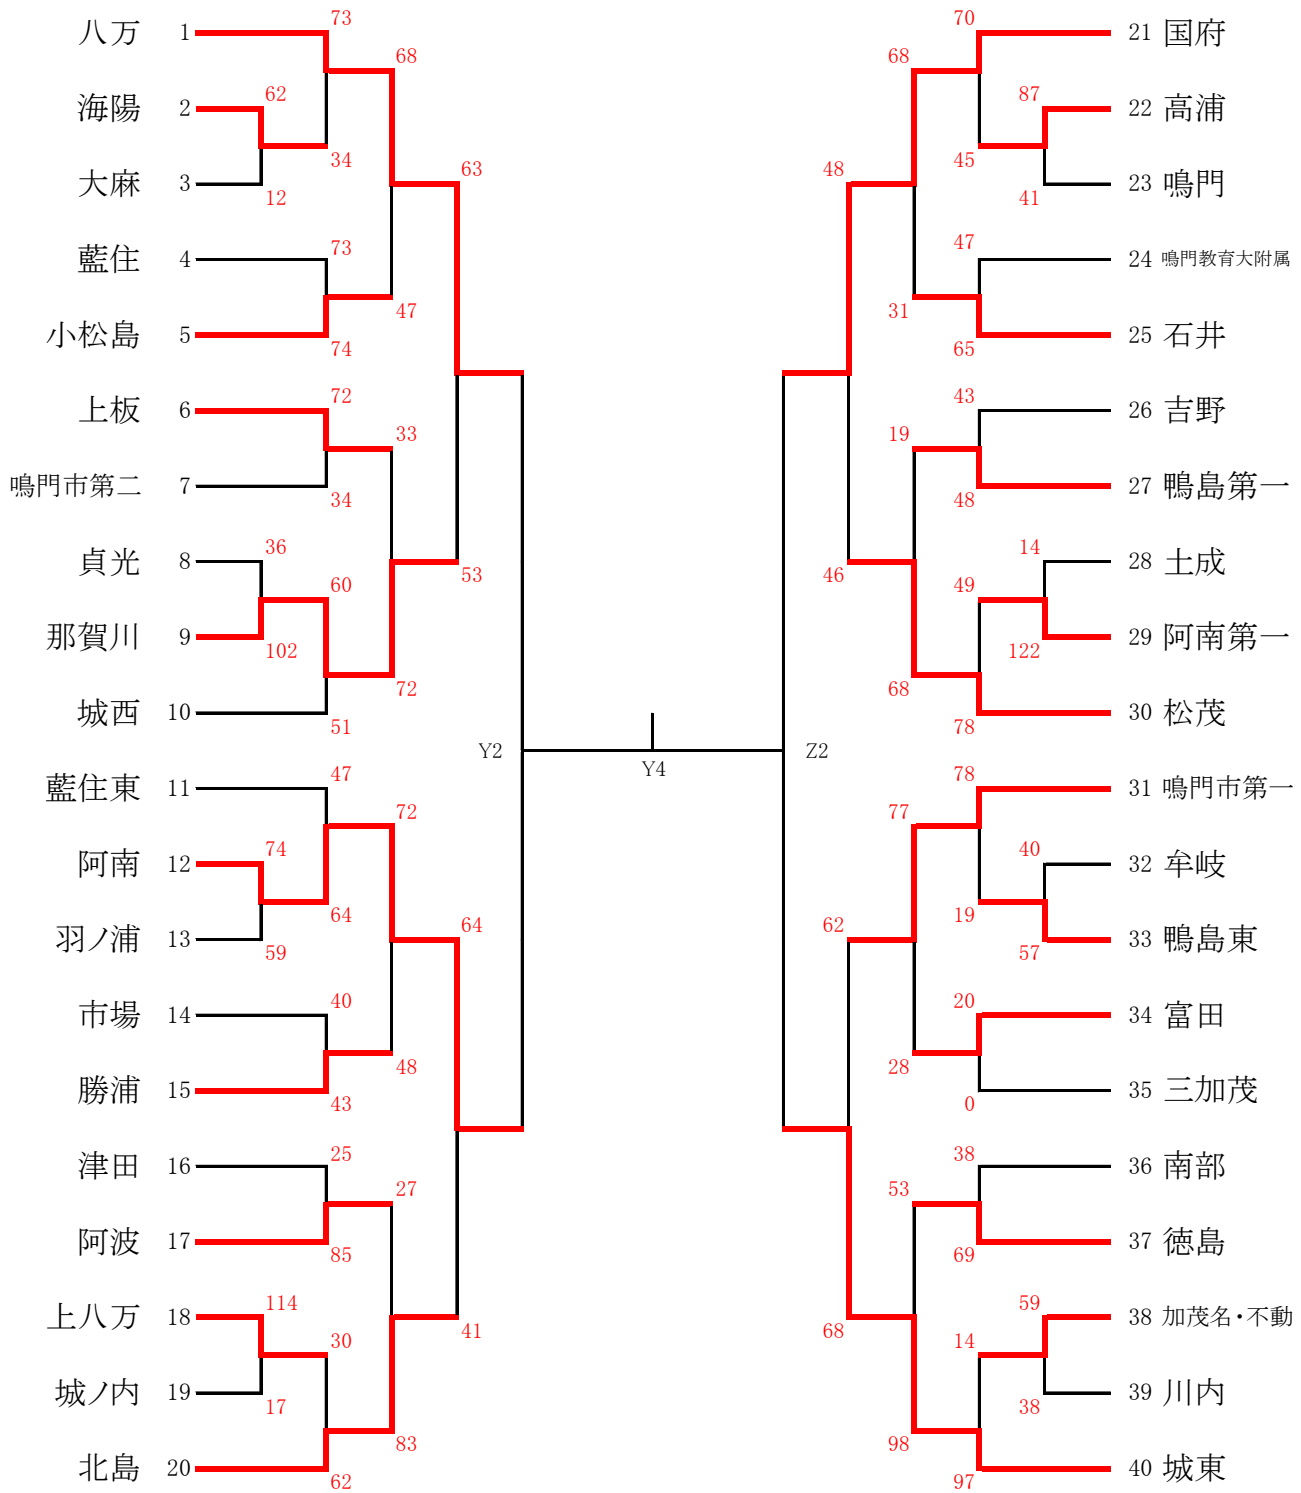 八万 1
海陽 2
大麻 3
藍住 4
小松島 5
上板 6
鳴門市第二 7
貞光 8
那賀川 9
城西 10
藍住東 11
阿南 12
羽ノ浦 13
市場 14
勝浦 15
津田 16
阿波 17
上八万 18
城ノ内 19
北島 20
62
12
36
102
74
59
114
17
73
34
73
74
72
34
60
51
47
64
40
43
25
85
30
62
68
47
33
72
72
48
27
83
63
53
64
41
Y2
Y4
Z2
48
46
62
68
68
31
19
68
77
28
53
98
70
45
47
65
43
48
49
78
78
19
20
0
38
69
14
97
87
41
14
122
40
57
59
38
21 国府
22 高浦
23 鳴門
24 鳴門教育大附属
25 石井
26 吉野
27 鴨島第一
28 土成
29 阿南第一
30 松茂
31 鳴門市第一
32 牟岐
33 鴨島東
34 富田
35 三加茂
36 南部
37 徳島
38 加茂名・不動
39 川内
40 城東